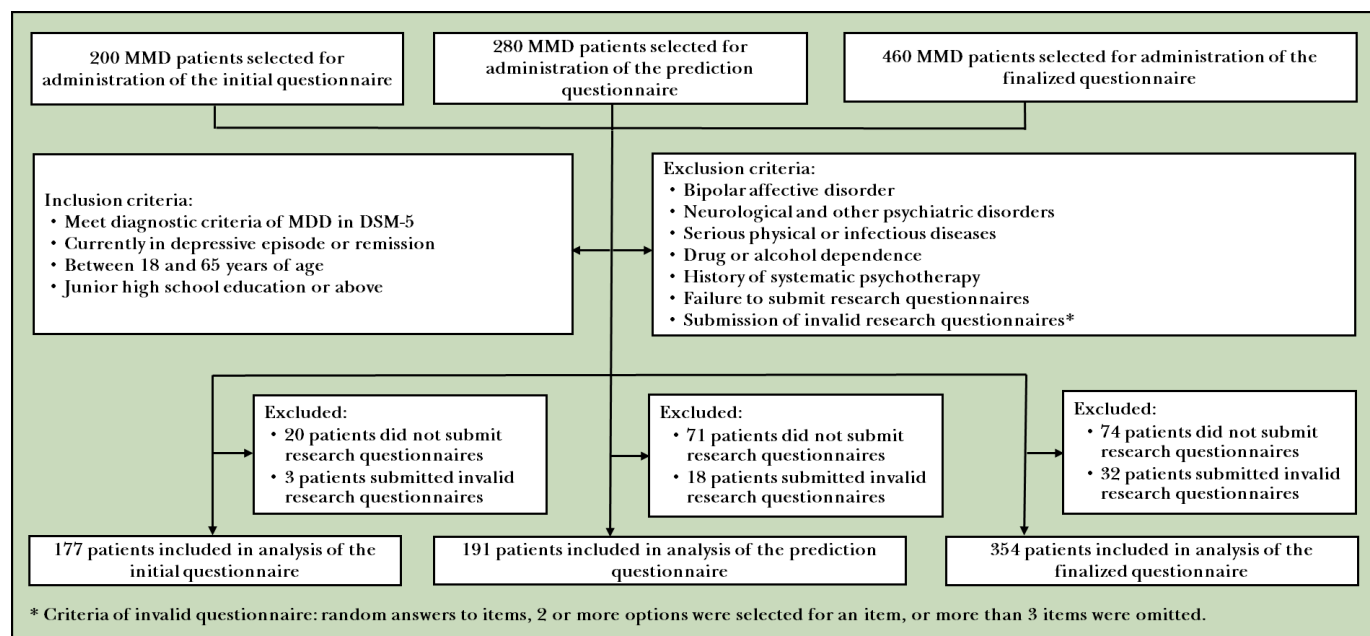 200 MMD patients selected for
administration of the initial questionnaire
280 MMD patients selected for
administration of the prediction
questionnaire
460 MMD patients selected for administration of the
finalized questionnaire
Inclusion criteria:
• Meet diagnostic criteria of MDD in DSM-5
• Currently in depressive episode or remission
• Between 18 and 65 years of age
• Junior high school education or above
Exclusion criteria:
• Bipolar affective disorder
• Neurological and other psychiatric disorders
• Serious physical or infectious diseases
• Drug or alcohol dependence
• History of systematic psychotherapy
• Failure to submit research questionnaires
• Submission of invalid research questionnaires*
Excluded:
• 20 patients did not submit
research questionnaires
• 3 patients submitted invalid
research questionnaires
Excluded:
• 71 patients did not submit
research questionnaires
• 18 patients submitted invalid
research questionnaires
Excluded:
• 74 patients did not submit
research questionnaires
• 32 patients submitted invalid
research questionnaires
177 patients included in analysis of the
initial questionnaire
191 patients included in analysis of the prediction
questionnaire
354 patients included in analysis of the
finalized questionnaire
* Criteria of invalid questionnaire: random answers to items, 2 or more options were selected for an item, or more than 3 items were omitted.